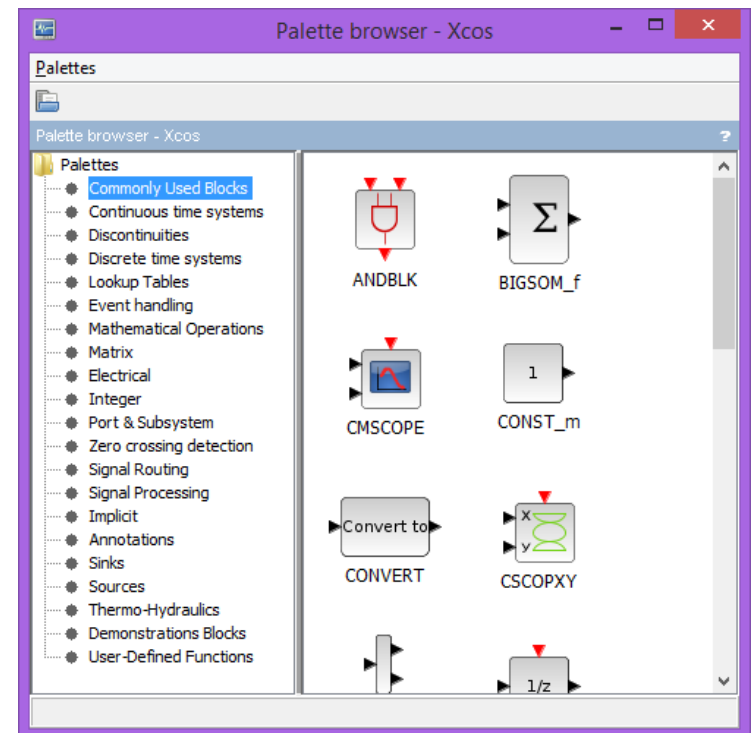 Palette browser - Xcos
Palettes
Palette browser - Xcos ?
Palettes
Commonly Used Blocks
Continuous time systems
Discontinuities
Discrete time systems
Lookup Tables
Event handling
Mathematical Operations
Matrix
Electrical
Integer
Port & Subsystem
Zero crossing detection
Signal Routing
Signal Processing
Implicit
Annotations
Sinks
Sources
Thermo-Hydraulics
Demonstrations Blocks
User-Defined Functions
Σ
ANDBLK
BIGSOM_f
1
CMSCOPE
CONST_m
Convert to
X
y
CONVERT
CSCOPXY
1/z